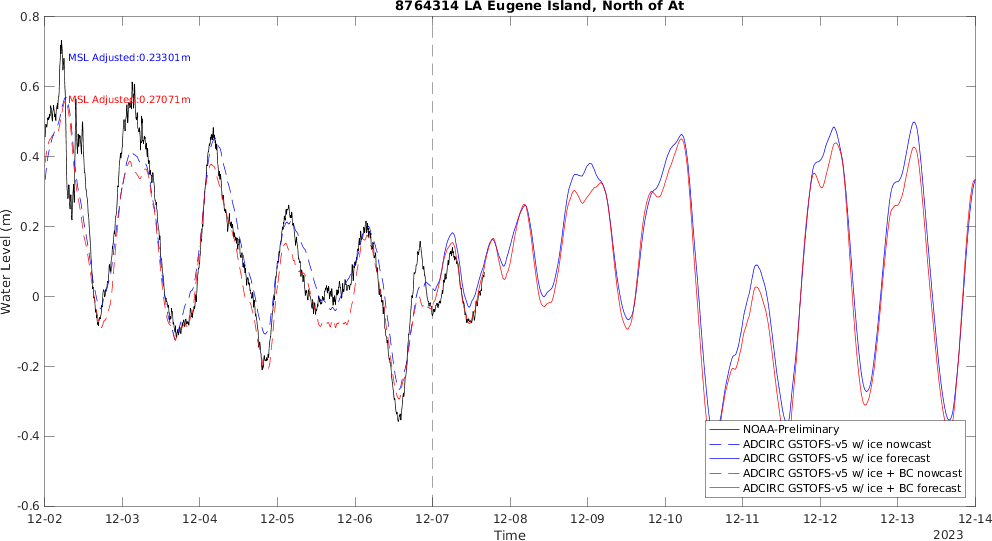 8764314 LA Eugene Island, North of At
MSL Adjusted:0.23301m
MSL Adjusted:0.27071m
Water Level (m)
0.8
0.6
0.4
0.2
0
-0.2
-0.4
-0.6
NOAA-Preliminary
ADCIRC GSTOFS-v5 w/ ice nowcast
ADCIRC GSTOFS-v5 w/ ice forecast
ADCIRC GSTOFS-v5 w/ ice + BC nowcast
ADCIRC GSTOFS-v5 w/ ice + BC forecast
12-02 12-03 12-04 12-05 12-06 12-07 12-08 12-09 12-10 12-11 12-12 12-13 12-14
Time
2023